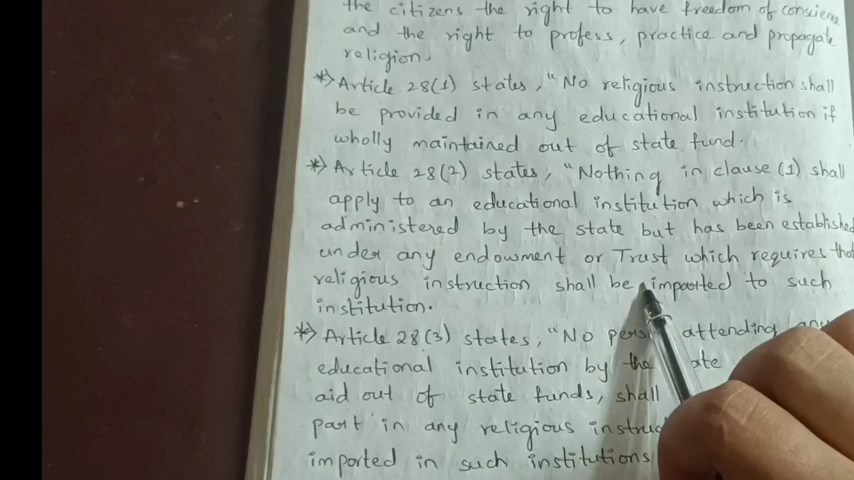 the citizens the right to have freedom of conscience
and the right to profess, practice and propagate
religion.
*) Article 28(1) states, "No religious instruction shall
be provided in any educational institution if
wholly maintained out of state fund.
*) Article 28(2) states, "Nothing in clause (1) shall
apply to an educational institution which is
administered by the state but has been established
under any endowment or Trust which requires that
religious instruction shall be imparted to such
institution.
*) Article 28(3) states, "No attending any
educational institution by the
aid out of state funds, shall
part in any religious
imported in such institutions